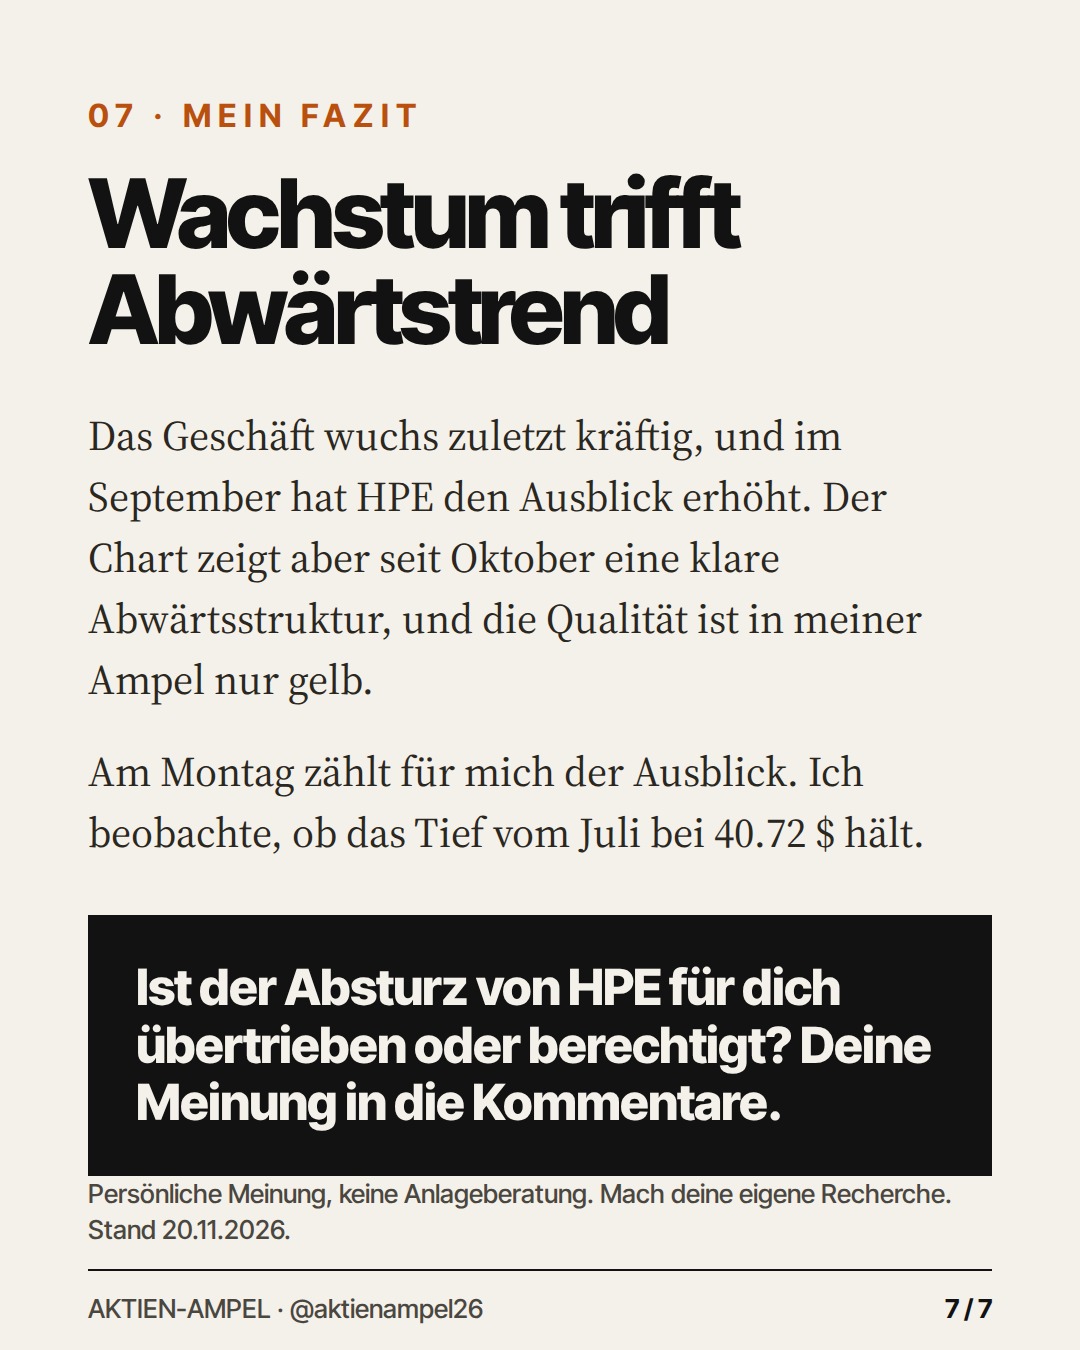 07 · MEIN FAZIT
Wachstum trifft
Abwärtstrend
Das Geschäft wuchs zuletzt kräftig, und im
September hat HPE den Ausblick erhöht. Der
Chart zeigt aber seit Oktober eine klare
Abwärtsstruktur, und die Qualität ist in meiner
Ampel nur gelb.
Am Montag zählt für mich der Ausblick. Ich
beobachte, ob das Tief vom Juli bei 40.72 $ hält.
Ist der Absturz von HPE für dich
übertrieben oder berechtigt? Deine
Meinung in die Kommentare.
Persönliche Meinung, keine Anlageberatung. Mach deine eigene Recherche.
Stand 20.11.2026.
AKTIEN-AMPEL · @aktienampel26
7/7